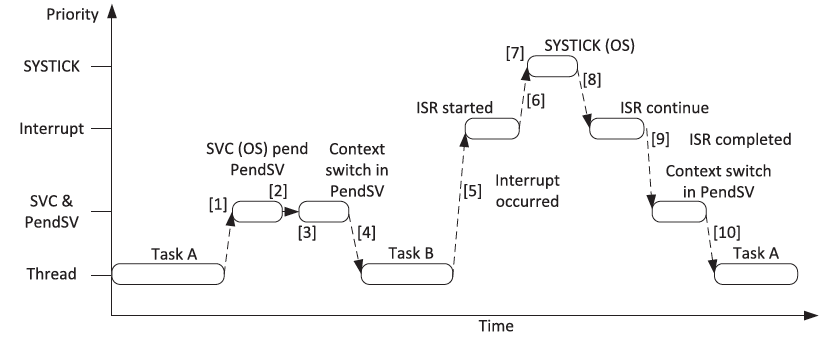 Priority
SYSTICK (OS)
[7]
SYSTICK
[8]
[6]
ISR started
ISR continue
Interrupt
[9]
ISR completed
SVC (OS) pend
PendSV
Context
switch in
PendSV
Context switch
in PendSV
Interrupt
occurred
[5]
[1]
[2]
SVC &
PendSV
[3]
[4]
[10]
Task A
Task B
Task A
Thread
Time